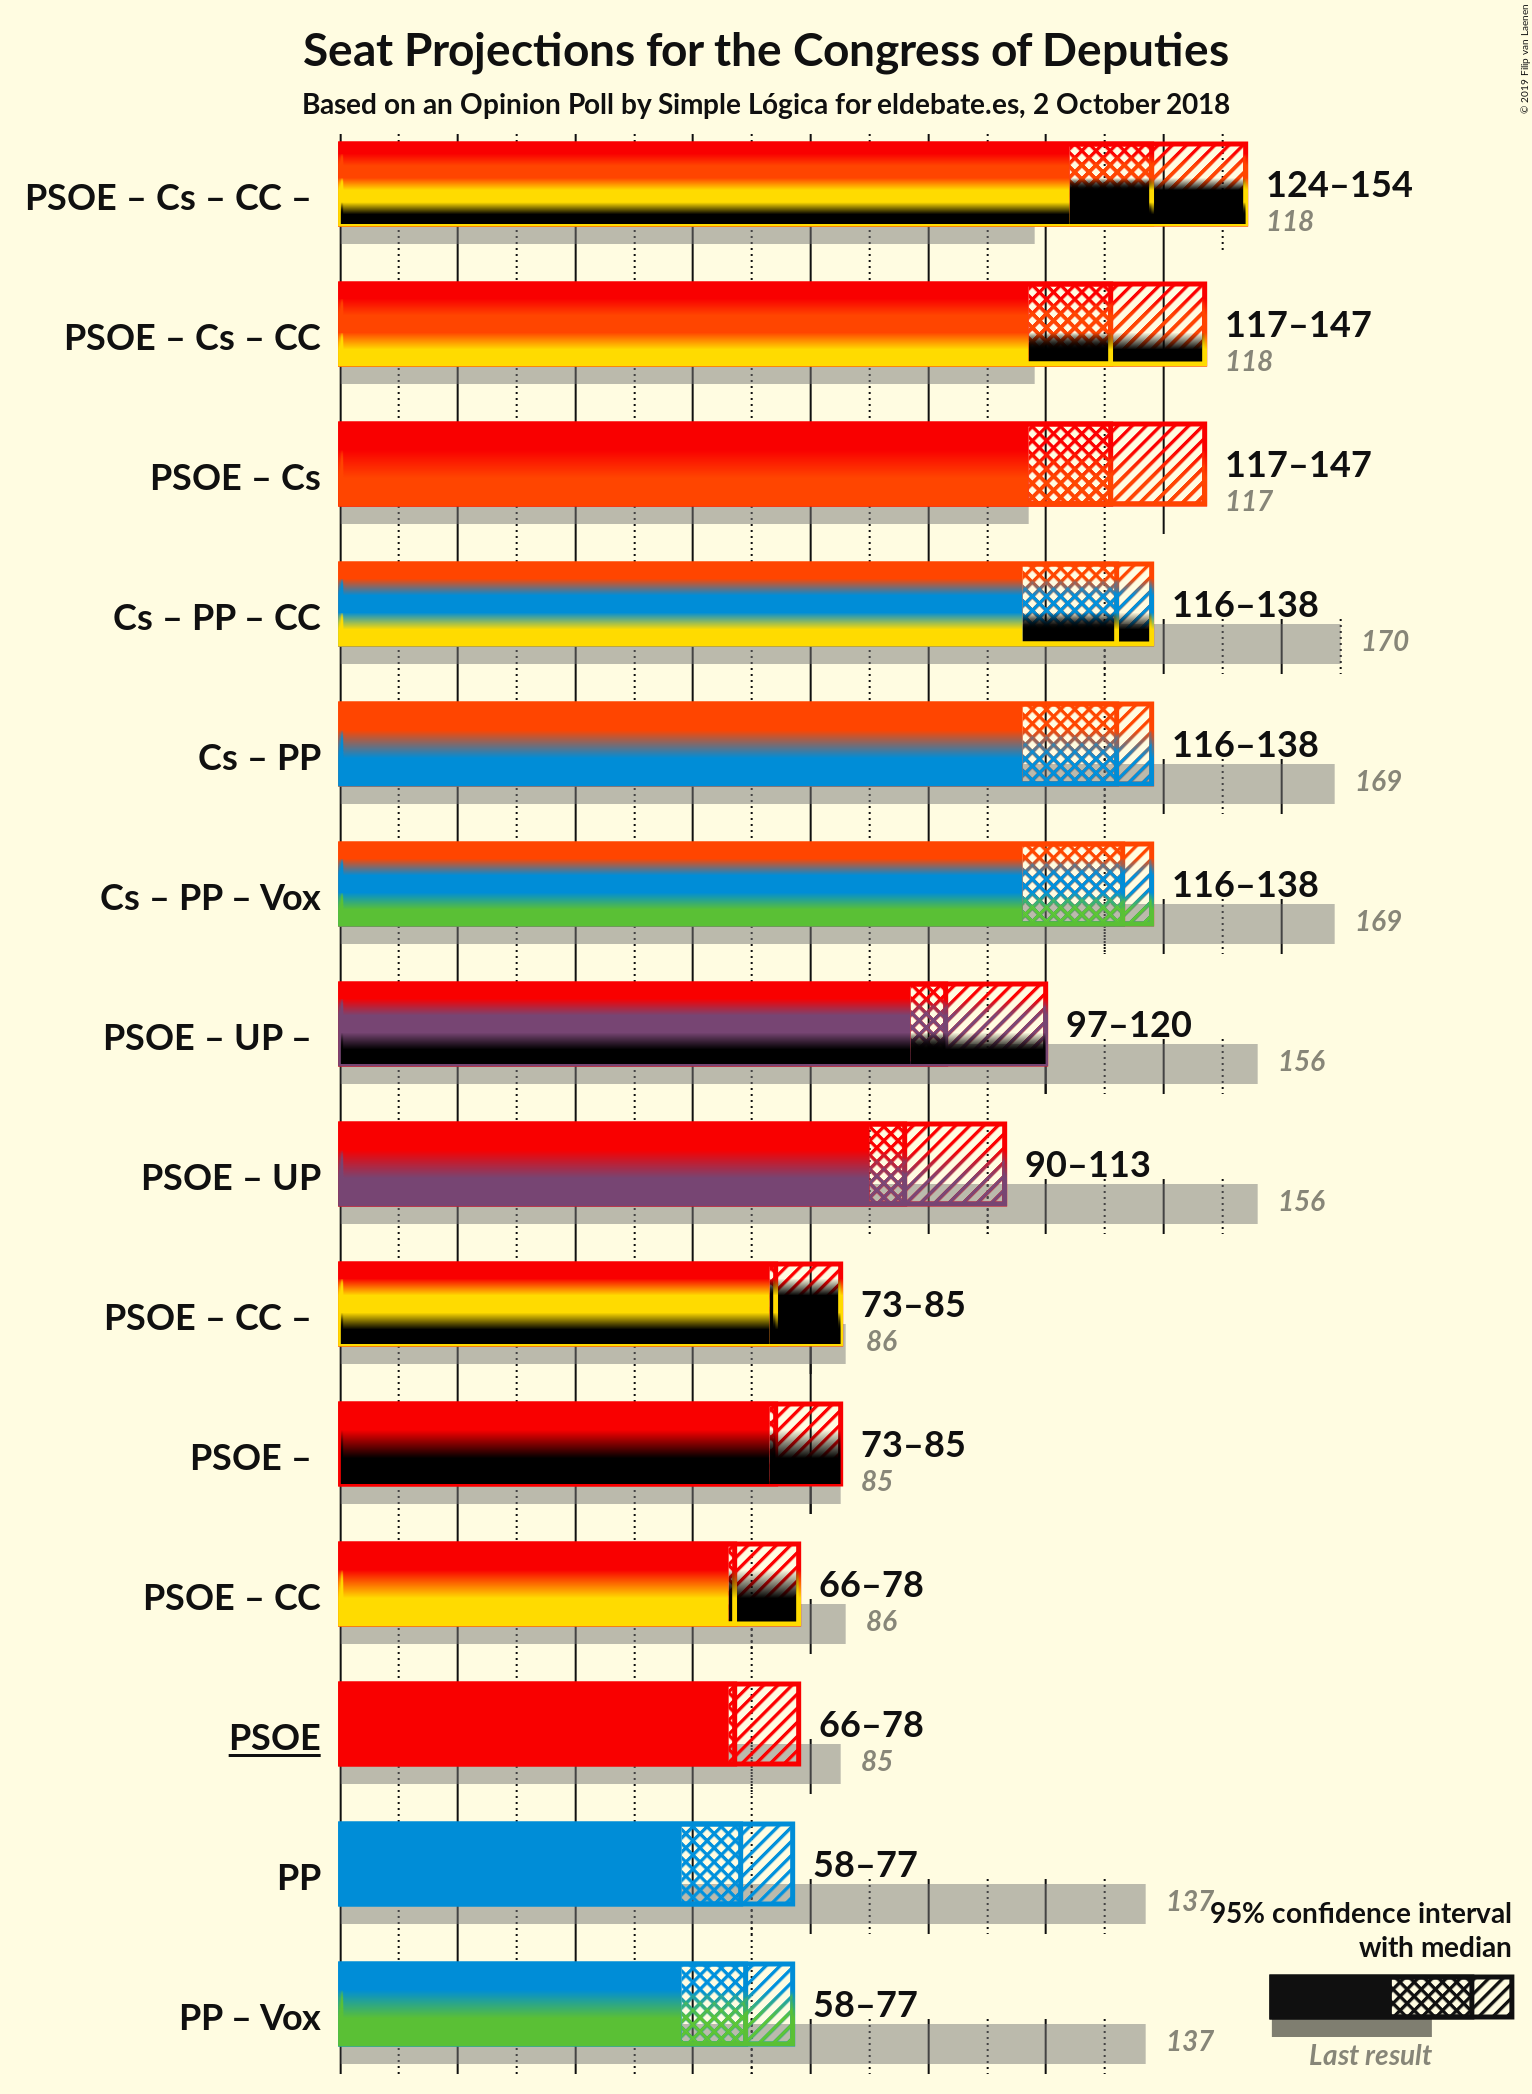 Seat Projections for the Congress of Deputies
Based on an Opinion Poll by Simple Lógica for eldebate.es, 2 October 2018
© 2019 Filip van Laenen
PSOE – Cs – CC –
124–154
118
PSOE – Cs – CC
117–147
118
PSOE – Cs
117–147
117
Cs – PP – CC
116–138
170
Cs – PP
116–138
169
Cs – PP – Vox
116–138
169
PSOE – UP –
97–120
156
PSOE – UP
90–113
156
PSOE – CC –
73–85
86
PSOE –
73–85
85
PSOE – CC
66–78
86
PSOE
66–78
85
PP
58–77
137
PP – Vox
58–77
137
95% confidence interval
with median
Last result